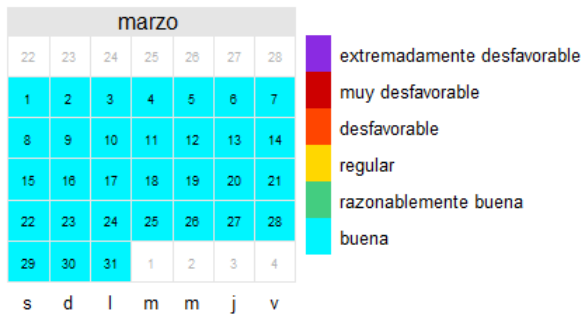 marzo
22 23 24 25 26 27 28
1 2 3 4 5 6 7
8 9 10 11 12 13 14
15 16 17 18 19 20 21
22 23 24 25 26 27 28
29 30 31 1 2 3 4
s d l m m j v
extremadamente desfavorable
muy desfavorable
desfavorable
regular
razonablemente buena
buena